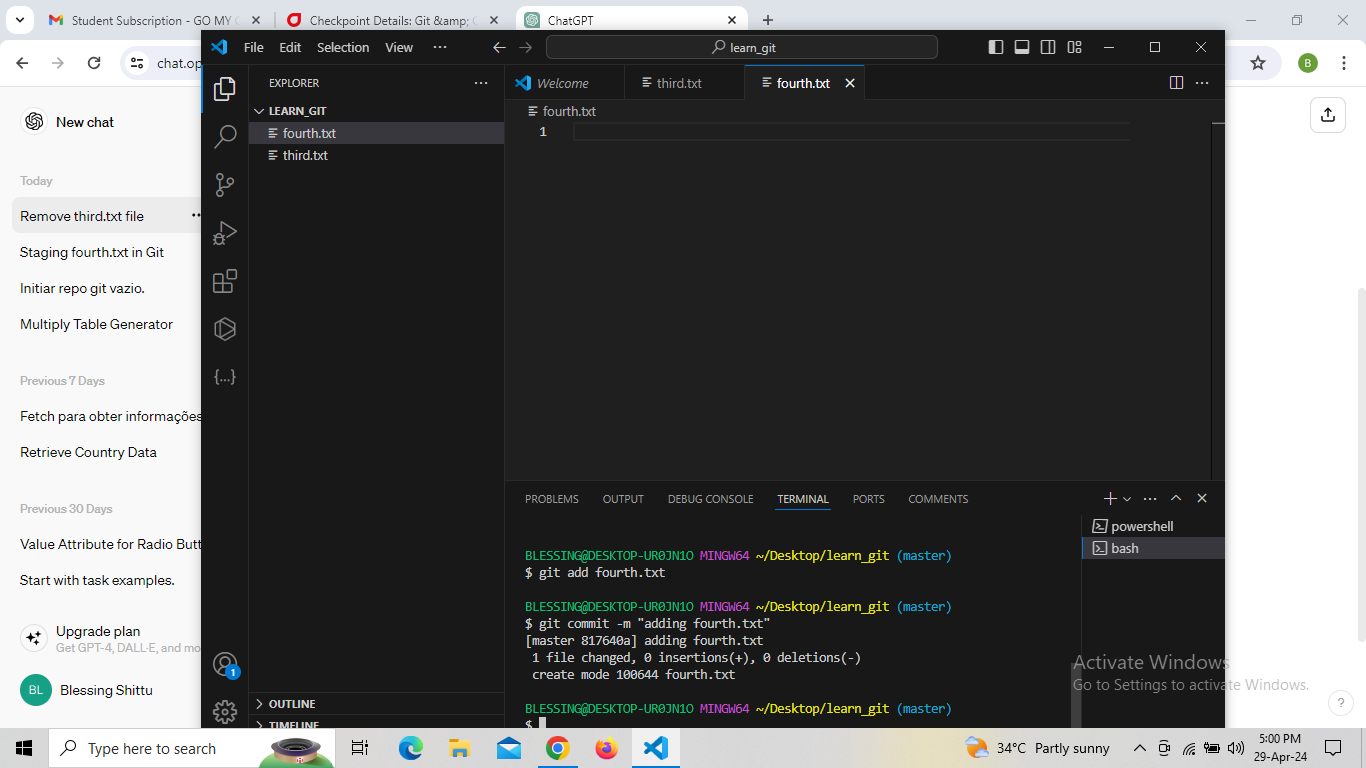 Student Subscription - GO MY C
Checkpoint Details: Git &amp; G
ChatGPT
chat.op
B
New chat
Today
Remove third.txt file
Staging fourth.txt in Git
Initiar repo git vazio.
Multiply Table Generator
Previous 7 Days
Fetch para obter informações
Retrieve Country Data
Previous 30 Days
Value Attribute for Radio Butt
Start with task examples.
Upgrade plan
Get GPT-4, DALL·E, and mo
BL
Blessing Shittu
File Edit Selection View
learn_git
EXPLORER
LEARN_GIT
fourth.txt
third.txt
OUTLINE
TIMELINE
1
Welcome
third.txt
fourth.txt
fourth.txt
1
PROBLEMS OUTPUT DEBUG CONSOLE TERMINAL PORTS COMMENTS
powershell
bash
BLESSING@DESKTOP-UR0JN1O MINGW64 ~/Desktop/learn_git (master)
$ git add fourth.txt
BLESSING@DESKTOP-UR0JN1O MINGW64 ~/Desktop/learn_git (master)
$ git commit -m "adding fourth.txt"
[master 817640a] adding fourth.txt
1 file changed, 0 insertions(+), 0 deletions(-)
create mode 100644 fourth.txt
BLESSING@DESKTOP-UR0JN1O MINGW64 ~/Desktop/learn_git (master)
$
Activate Windows
Go to Settings to activate Windows.
?
Type here to search
34°C Partly sunny
5:00 PM
29-Apr-24